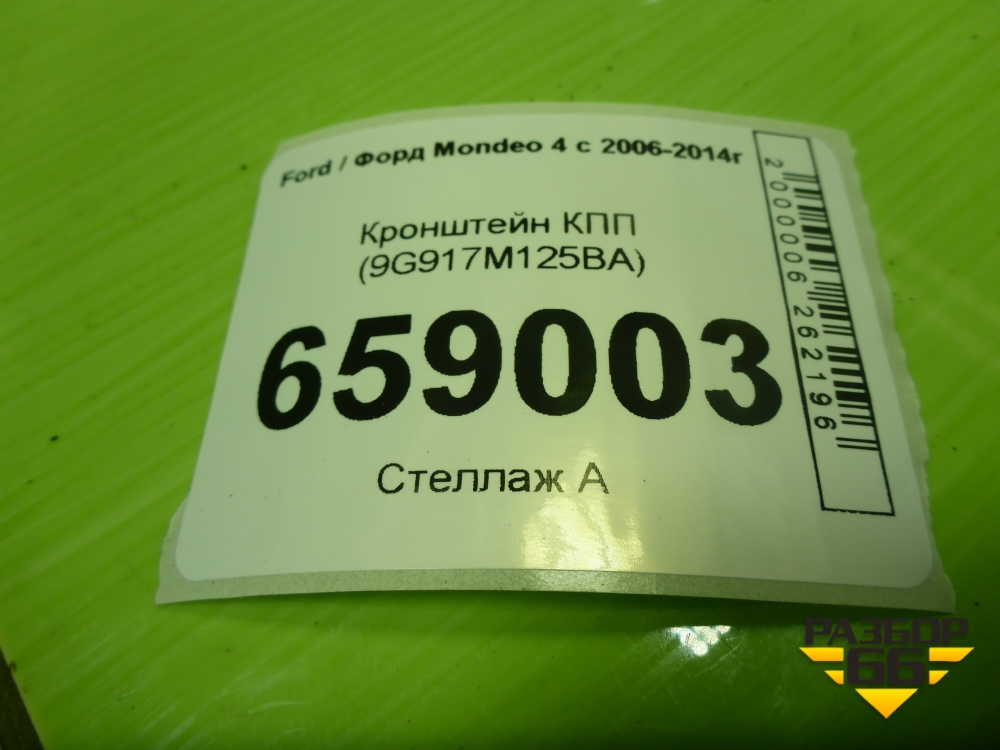 Ford / Форд Mondeo 4 с 2006-2014г
Кронштейн КПП
(9G917M125BA)
659003
Стеллаж А
2000006262196
РАЗБОР
66